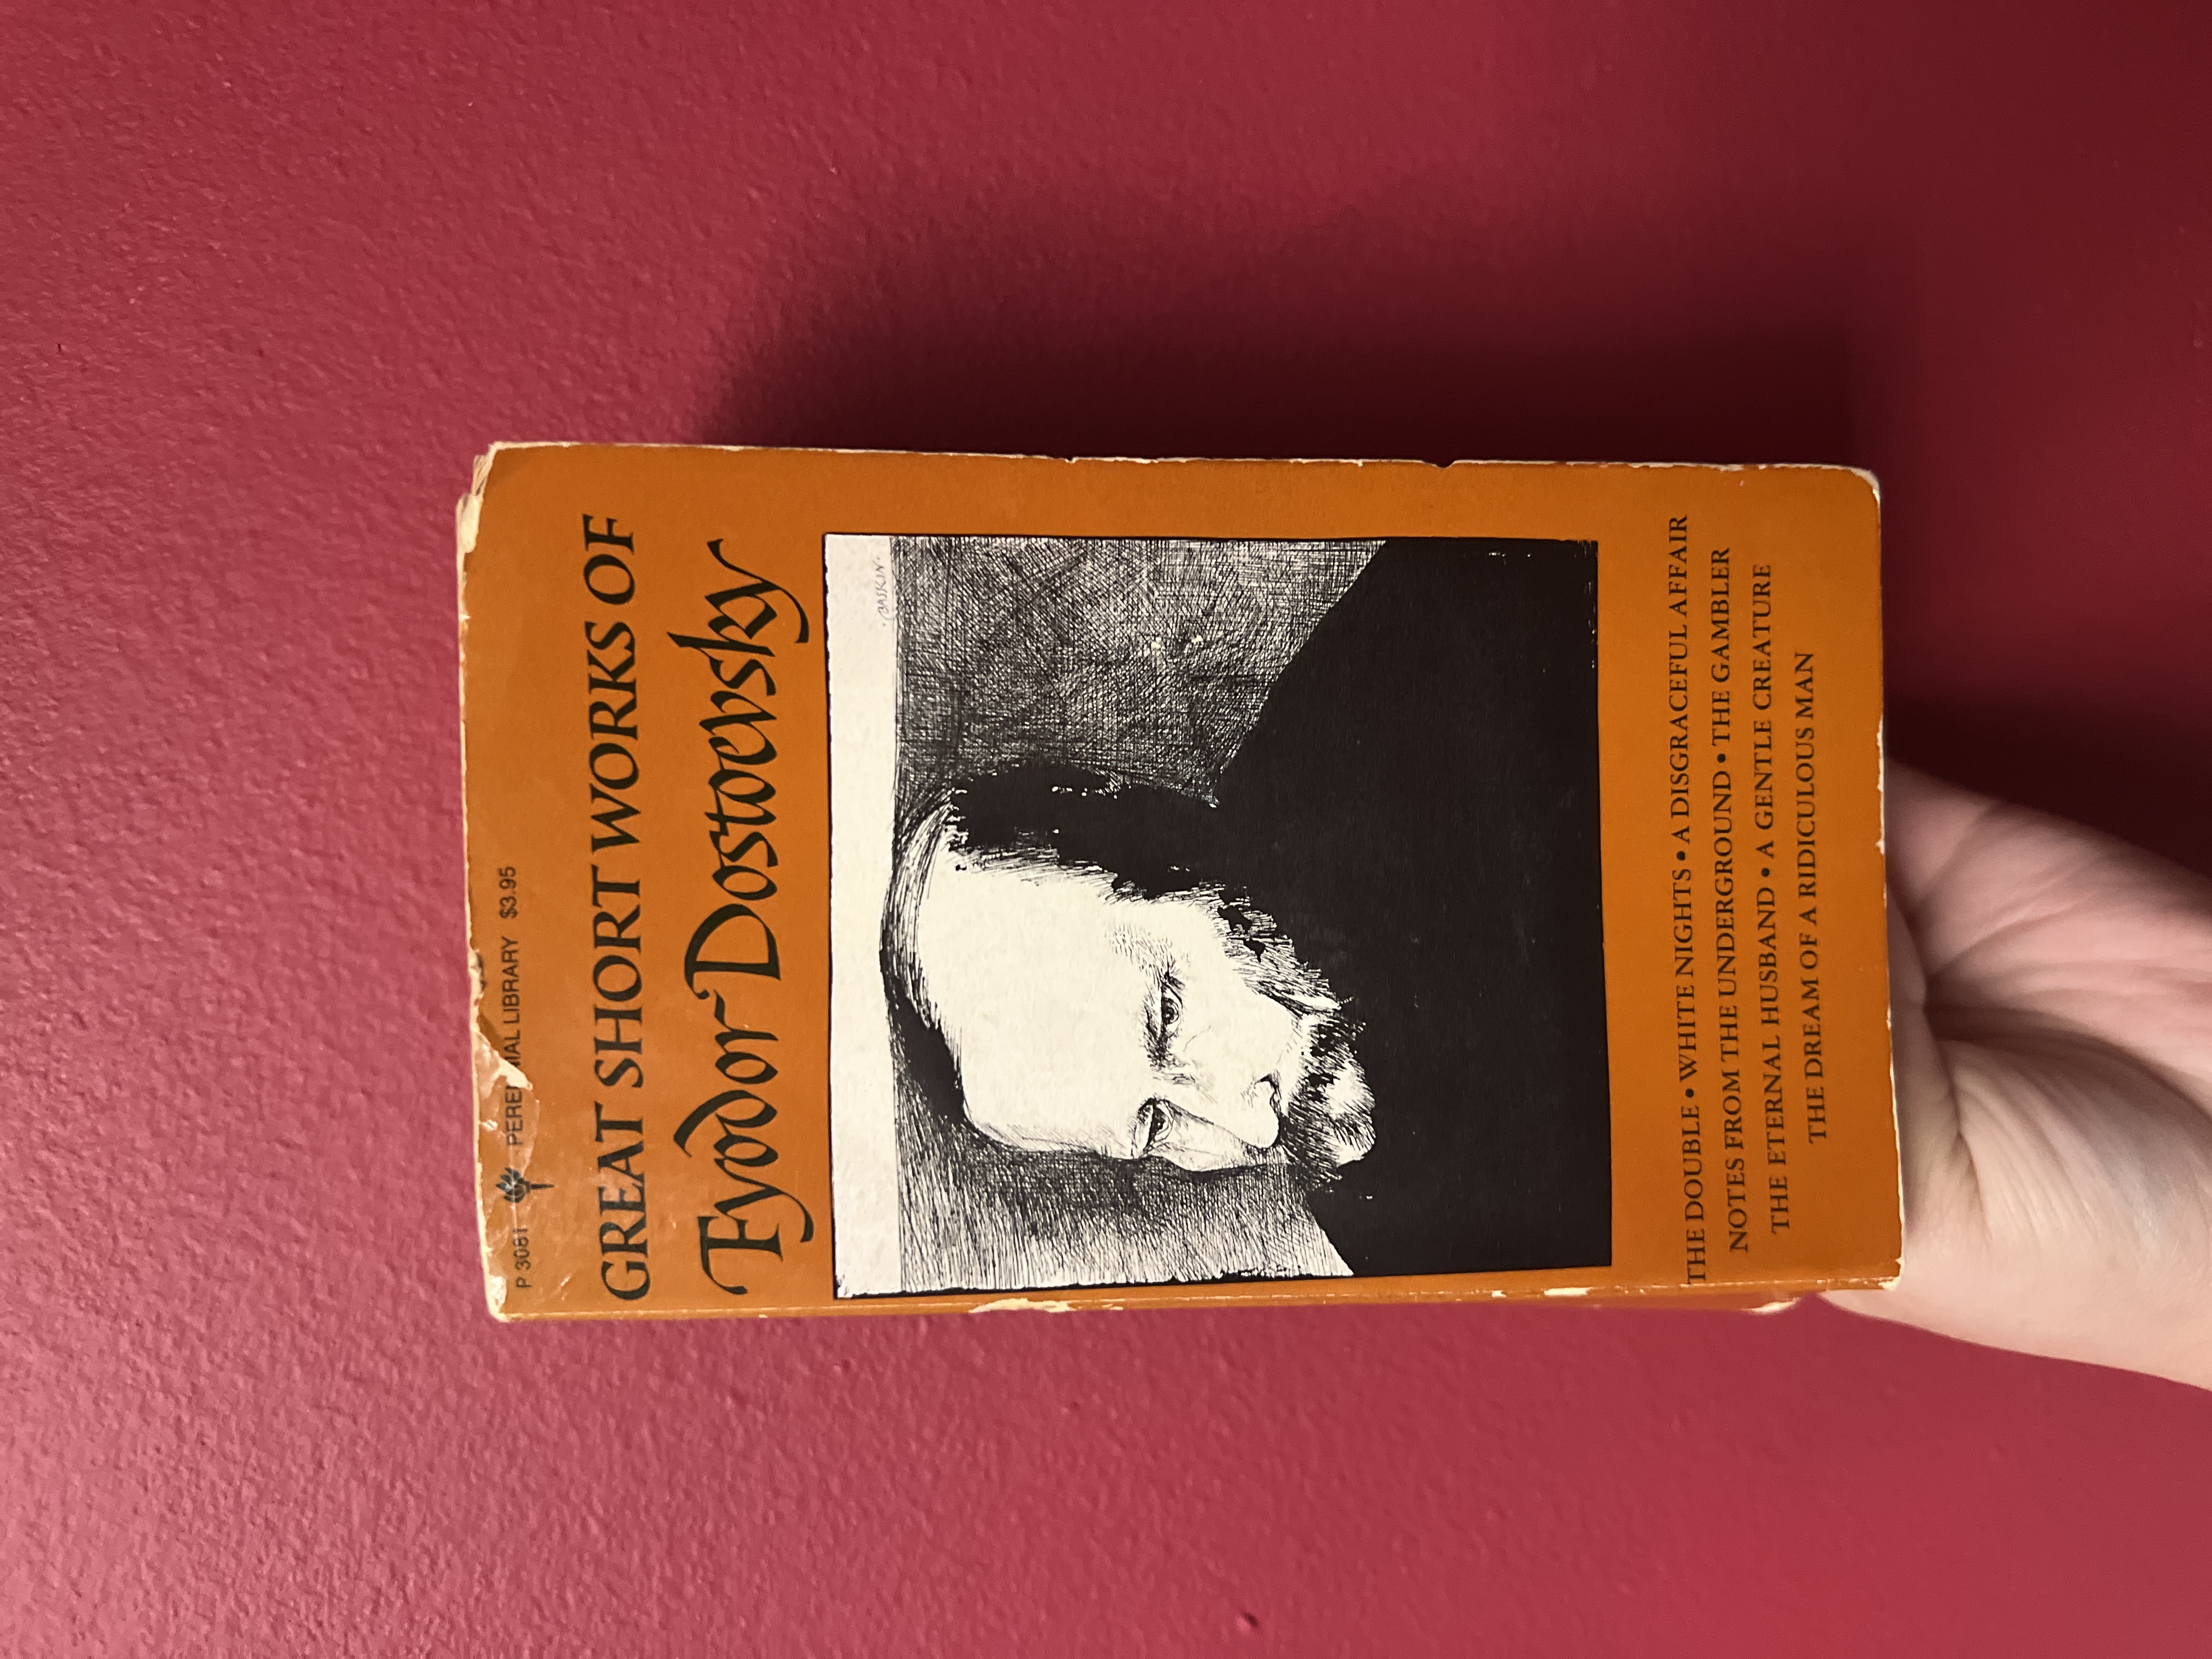 P 3081 PERENNIAL LIBRARY $3.95
GREAT SHORT WORKS OF
Fyodor Dostoevsky
BASKIN
THE DOUBLE • WHITE NIGHTS • A DISGRACEFUL AFFAIR
NOTES FROM THE UNDERGROUND • THE GAMBLER
THE ETERNAL HUSBAND • A GENTLE CREATURE
THE DREAM OF A RIDICULOUS MAN